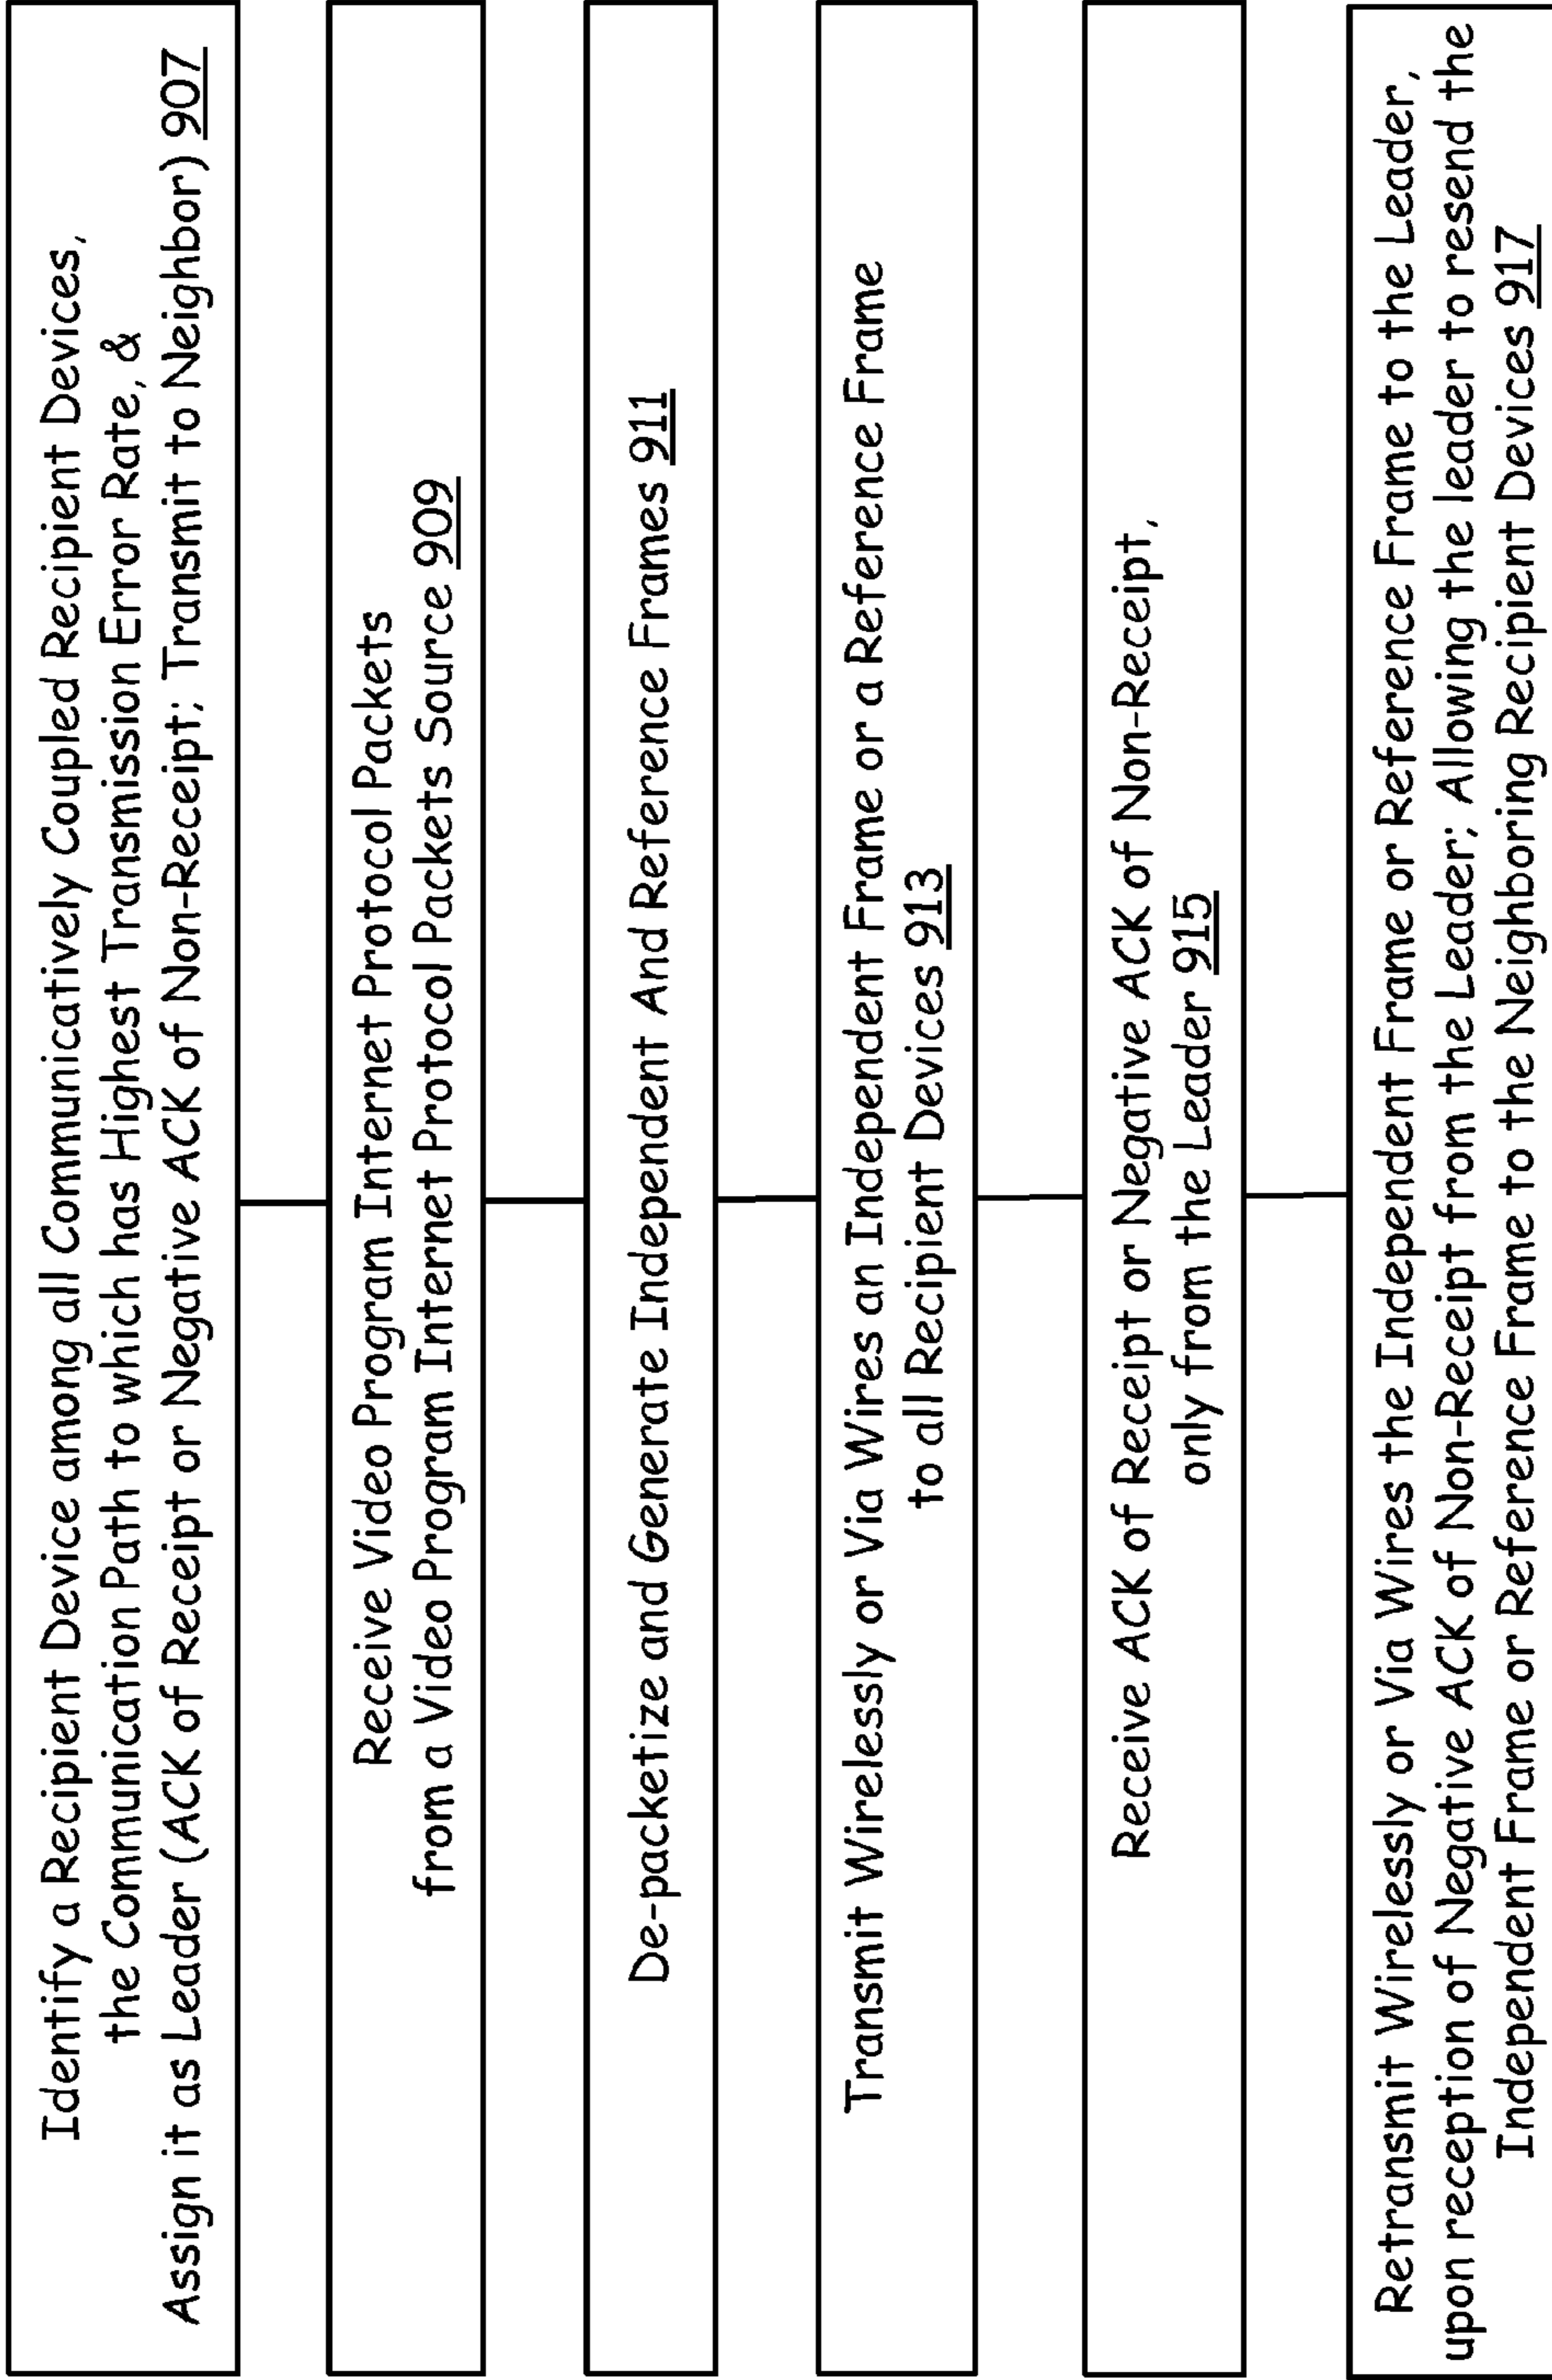 Identify a Recipient Device among all Communicatively Coupled Recipient Devices,
the Communication Path to which has Highest Transmission Error Rate, &
Assign it as Leader (ACK of Receipt or Negative ACK of Non-Receipt; Transmit to Neighbor) 907
Receive Video Program Internet Protocol Packets
from a Video Program Internet Protocol Packets Source 909
De-packetize and Generate Independent And Reference Frames 911
Transmit Wirelessly or Via Wires an Independent Frame or a Reference Frame
to all Recipient Devices 913
Receive ACK of Receipt or Negative ACK of Non-Receipt,
only from the Leader 915
Retransmit Wirelessly or Via Wires the Independent Frame or Reference Frame to the Leader,
upon reception of Negative ACK of Non-Receipt from the Leader; Allowing the leader to resend the
Independent Frame or Reference Frame to the Neighboring Recipient Devices 917